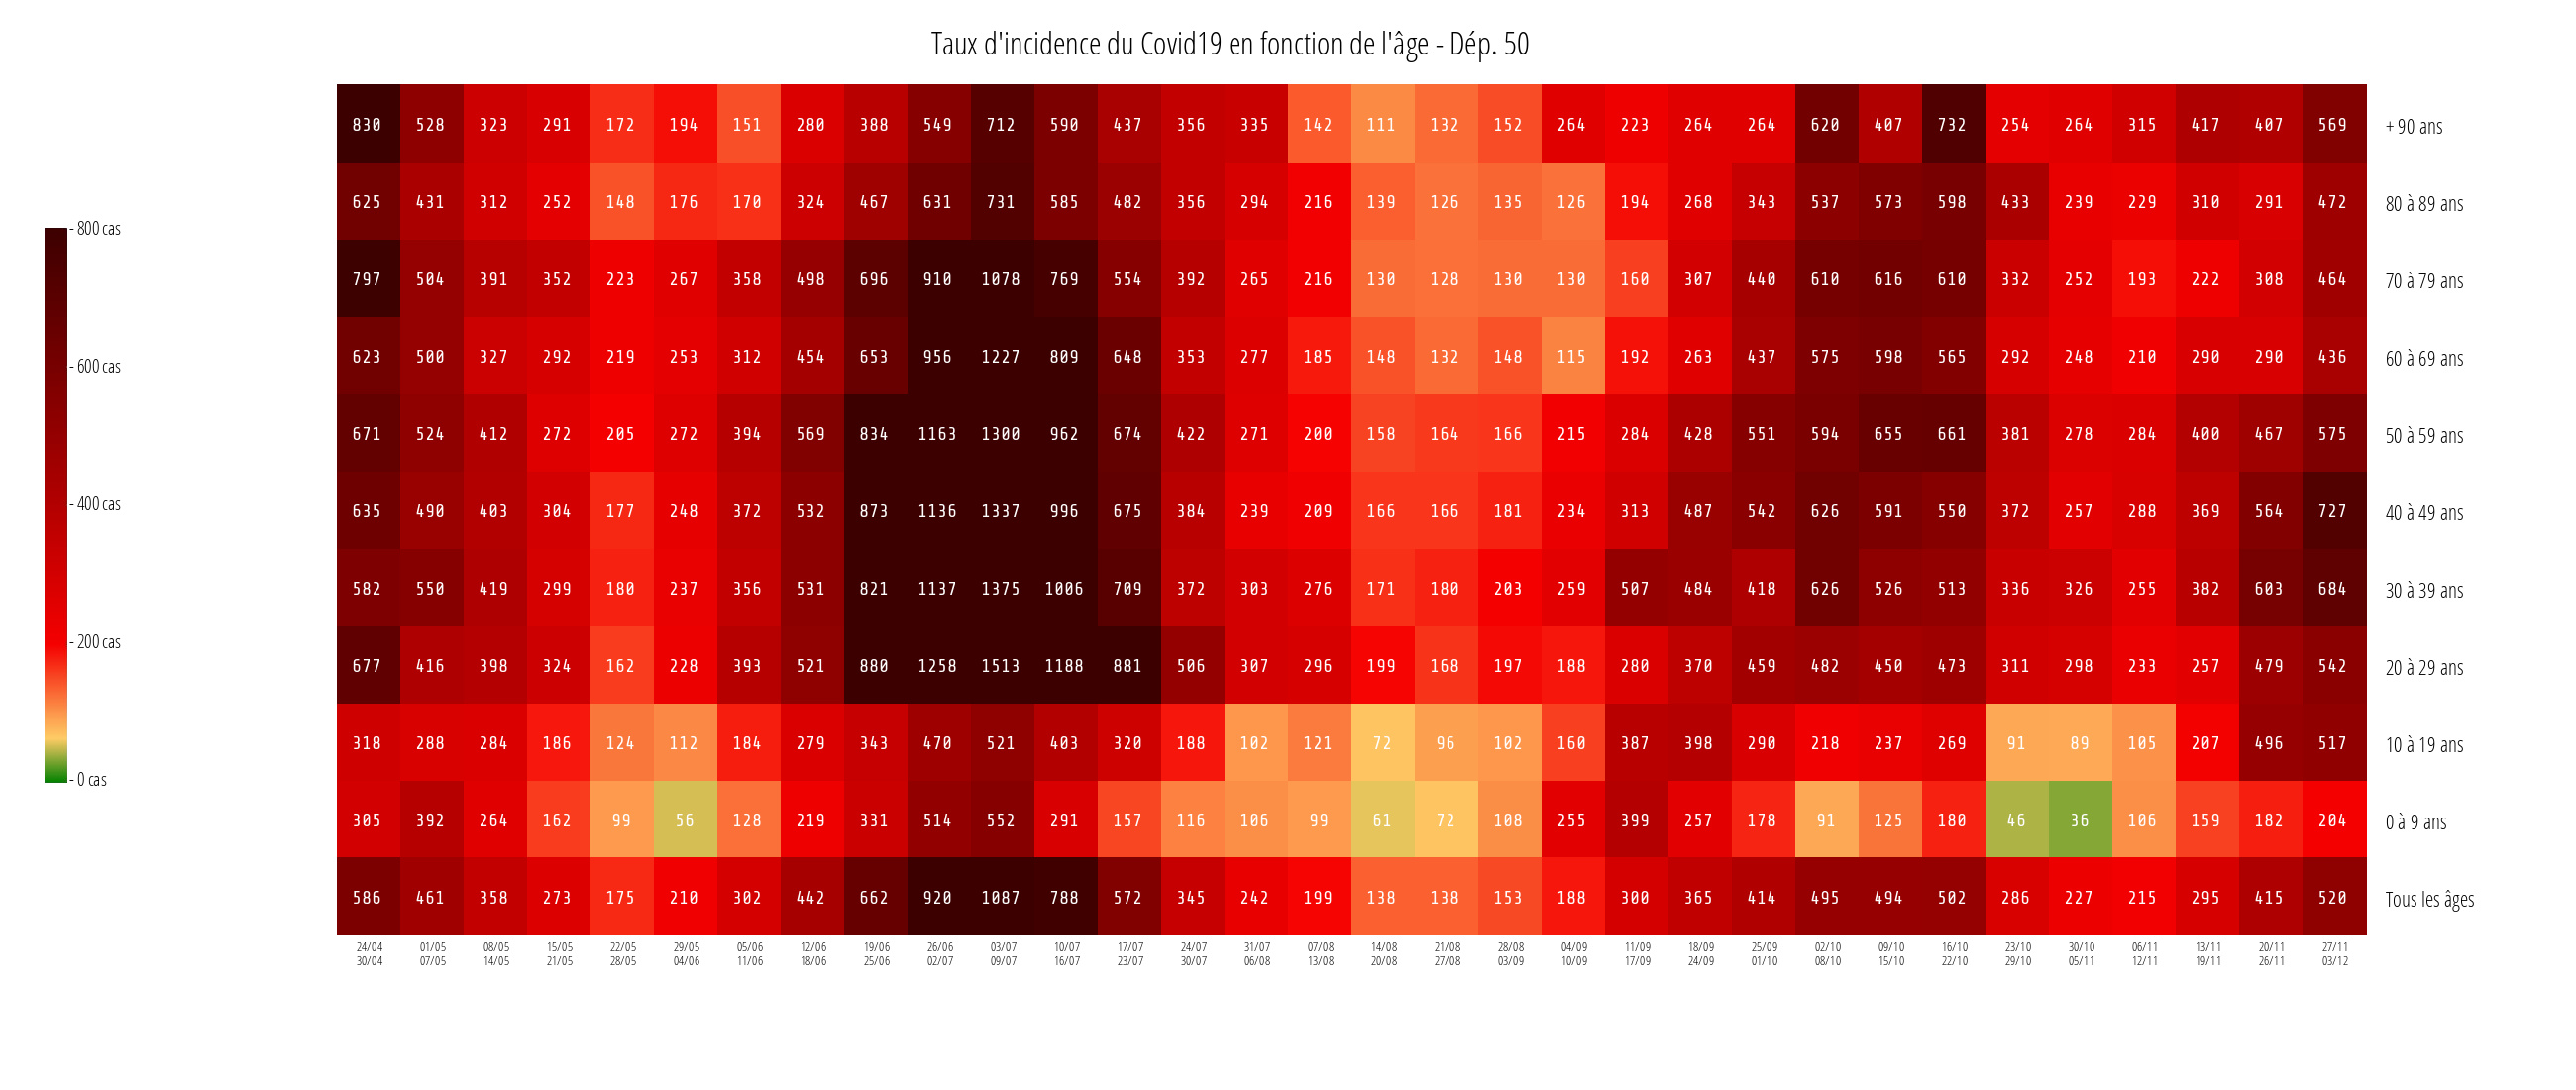 Taux d'incidence du Covid19 en fonction de l'âge - Dép. 50
830 528 323 291 172 194 151 280 388 549 712 590 437 356 335 142 111 132 152 264 223 264 264 620 407 732 254 264 315 417 407 569 + 90 ans
625 431 312 252 148 176 170 324 467 631 731 585 482 356 294 216 139 126 135 126 194 268 343 537 573 598 433 239 229 310 291 472 80 à 89 ans
797 504 391 352 223 267 358 498 696 910 1078 769 554 392 265 216 130 128 130 130 160 307 440 610 616 610 332 252 193 222 308 464 70 à 79 ans
623 500 327 292 219 253 312 454 653 956 1227 809 648 353 277 185 148 132 148 115 192 263 437 575 598 565 292 248 210 290 290 436 60 à 69 ans
671 524 412 272 205 272 394 569 834 1163 1300 962 674 422 271 200 158 164 166 215 284 428 551 594 655 661 381 278 284 400 467 575 50 à 59 ans
635 490 403 304 177 248 372 532 873 1136 1337 996 675 384 239 209 166 166 181 234 313 487 542 626 591 550 372 257 288 369 564 727 40 à 49 ans
582 550 419 299 180 237 356 531 821 1137 1375 1006 709 372 303 276 171 180 203 259 507 484 418 626 526 513 336 326 255 382 603 684 30 à 39 ans
677 416 398 324 162 228 393 521 880 1258 1513 1188 881 506 307 296 199 168 197 188 280 370 459 482 450 473 311 298 233 257 479 542 20 à 29 ans
318 288 284 186 124 112 184 279 343 470 521 403 320 188 102 121 72 96 102 160 387 398 290 218 237 269 91 89 105 207 496 517 10 à 19 ans
305 392 264 162 99 56 128 219 331 514 552 291 157 116 106 99 61 72 108 255 399 257 178 91 125 180 46 36 106 159 182 204 0 à 9 ans
586 461 358 273 175 210 302 442 662 920 1087 788 572 345 242 199 138 138 153 188 300 365 414 495 494 502 286 227 215 295 415 520 Tous les âges
24/04 01/05 08/05 15/05 22/05 29/05 05/06 12/06 19/06 26/06 03/07 10/07 17/07 24/07 31/07 07/08 14/08 21/08 28/08 04/09 11/09 18/09 25/09 02/10 09/10 16/10 23/10 30/10 06/11 13/11 20/11 27/11
30/04 07/05 14/05 21/05 28/05 04/06 11/06 18/06 25/06 02/07 09/07 16/07 23/07 30/07 06/08 13/08 20/08 27/08 03/09 10/09 17/09 24/09 01/10 08/10 15/10 22/10 29/10 05/11 12/11 19/11 26/11 03/12
- 800 cas
- 600 cas
- 400 cas
- 200 cas
- 0 cas